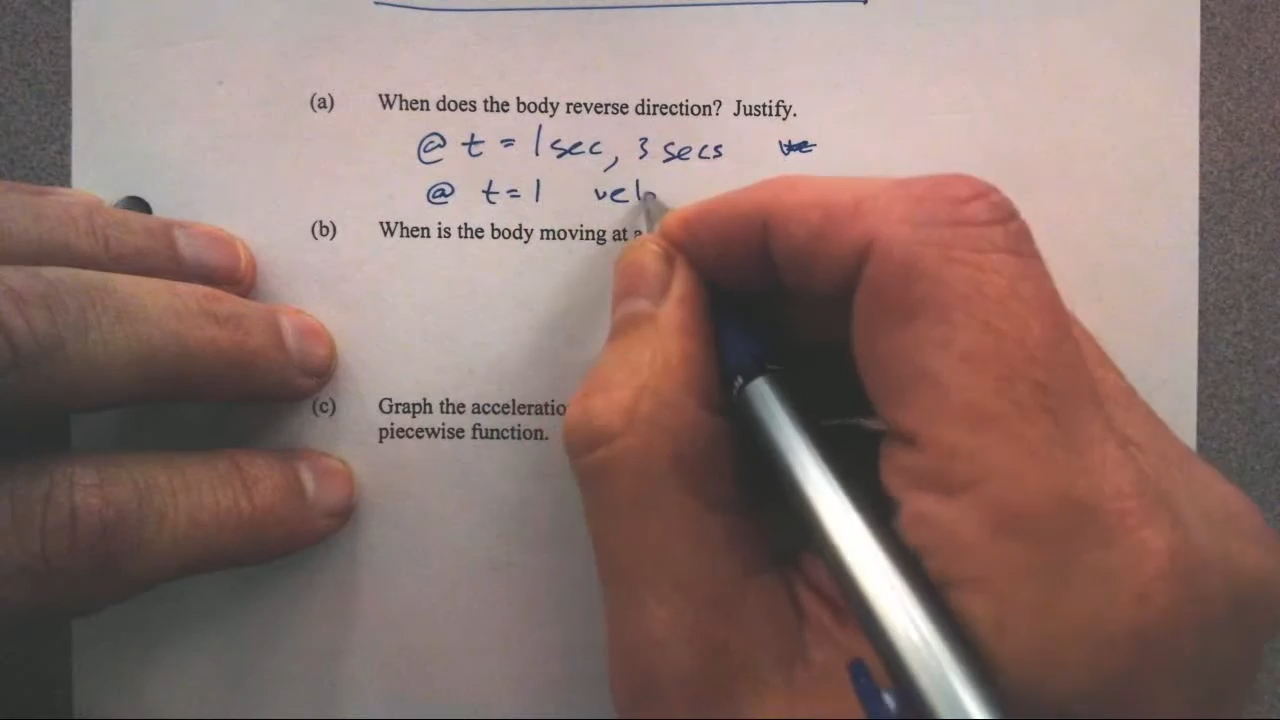 (a) When does the body reverse direction? Justify.
@ t = 1 sec, 3 secs
@ t = 1 vel
(b) When is the body moving at a
(c) Graph the acceleratio
piecewise function.